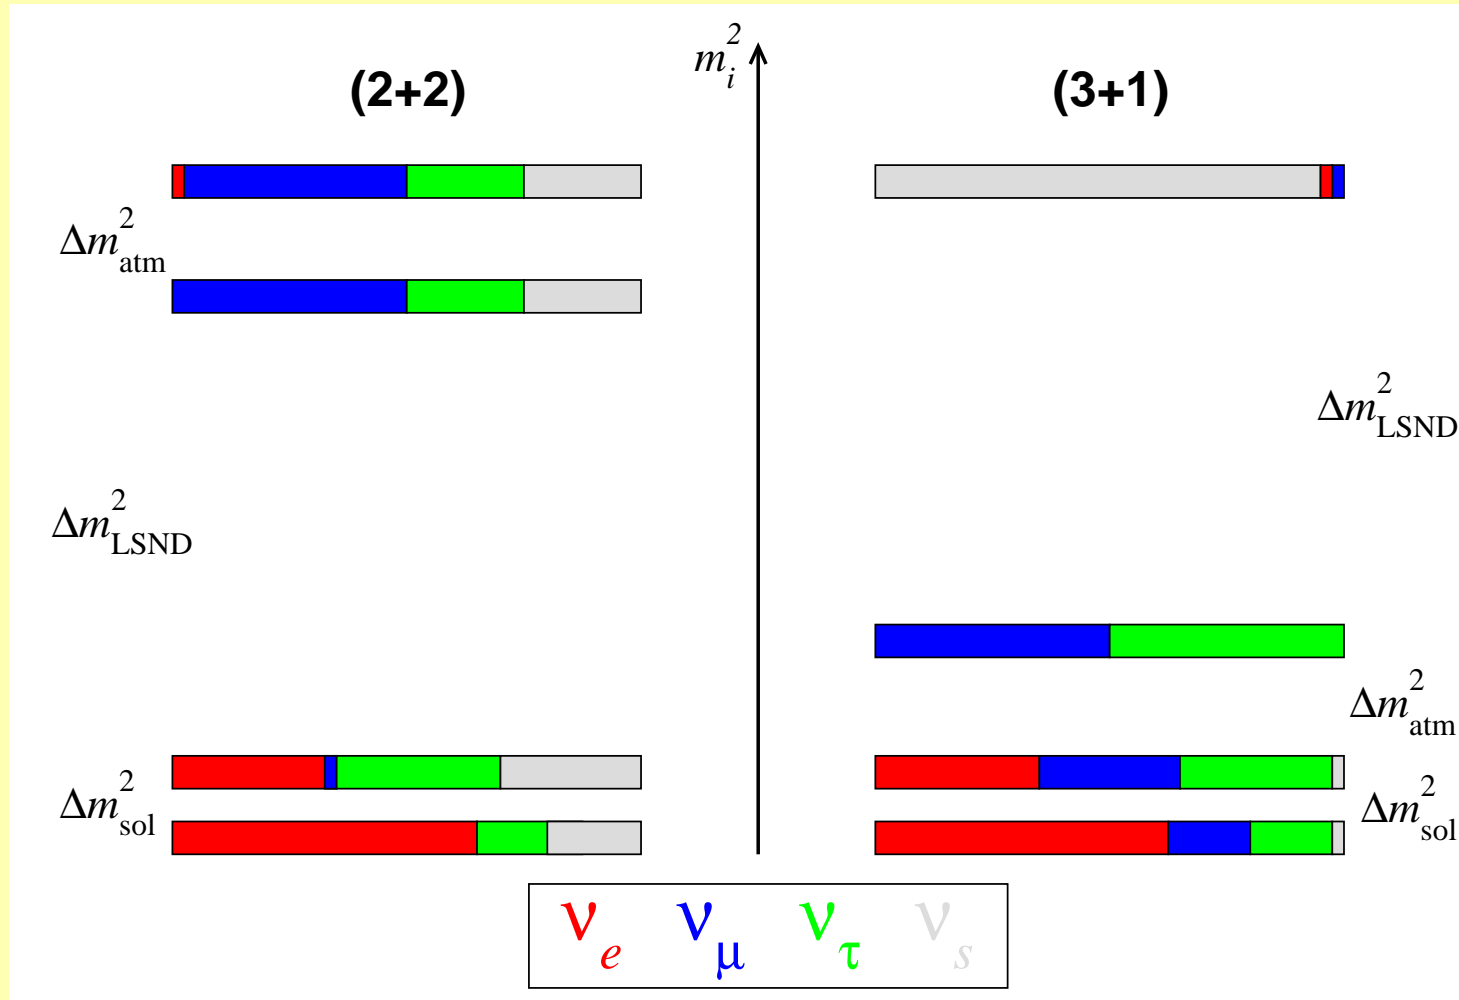 (2+2)
m_i^2
(3+1)
Δm^2_atm
Δm^2_LSND
Δm^2_LSND
Δm^2_atm
Δm^2_sol
Δm^2_sol
ν_e ν_μ ν_τ ν_s